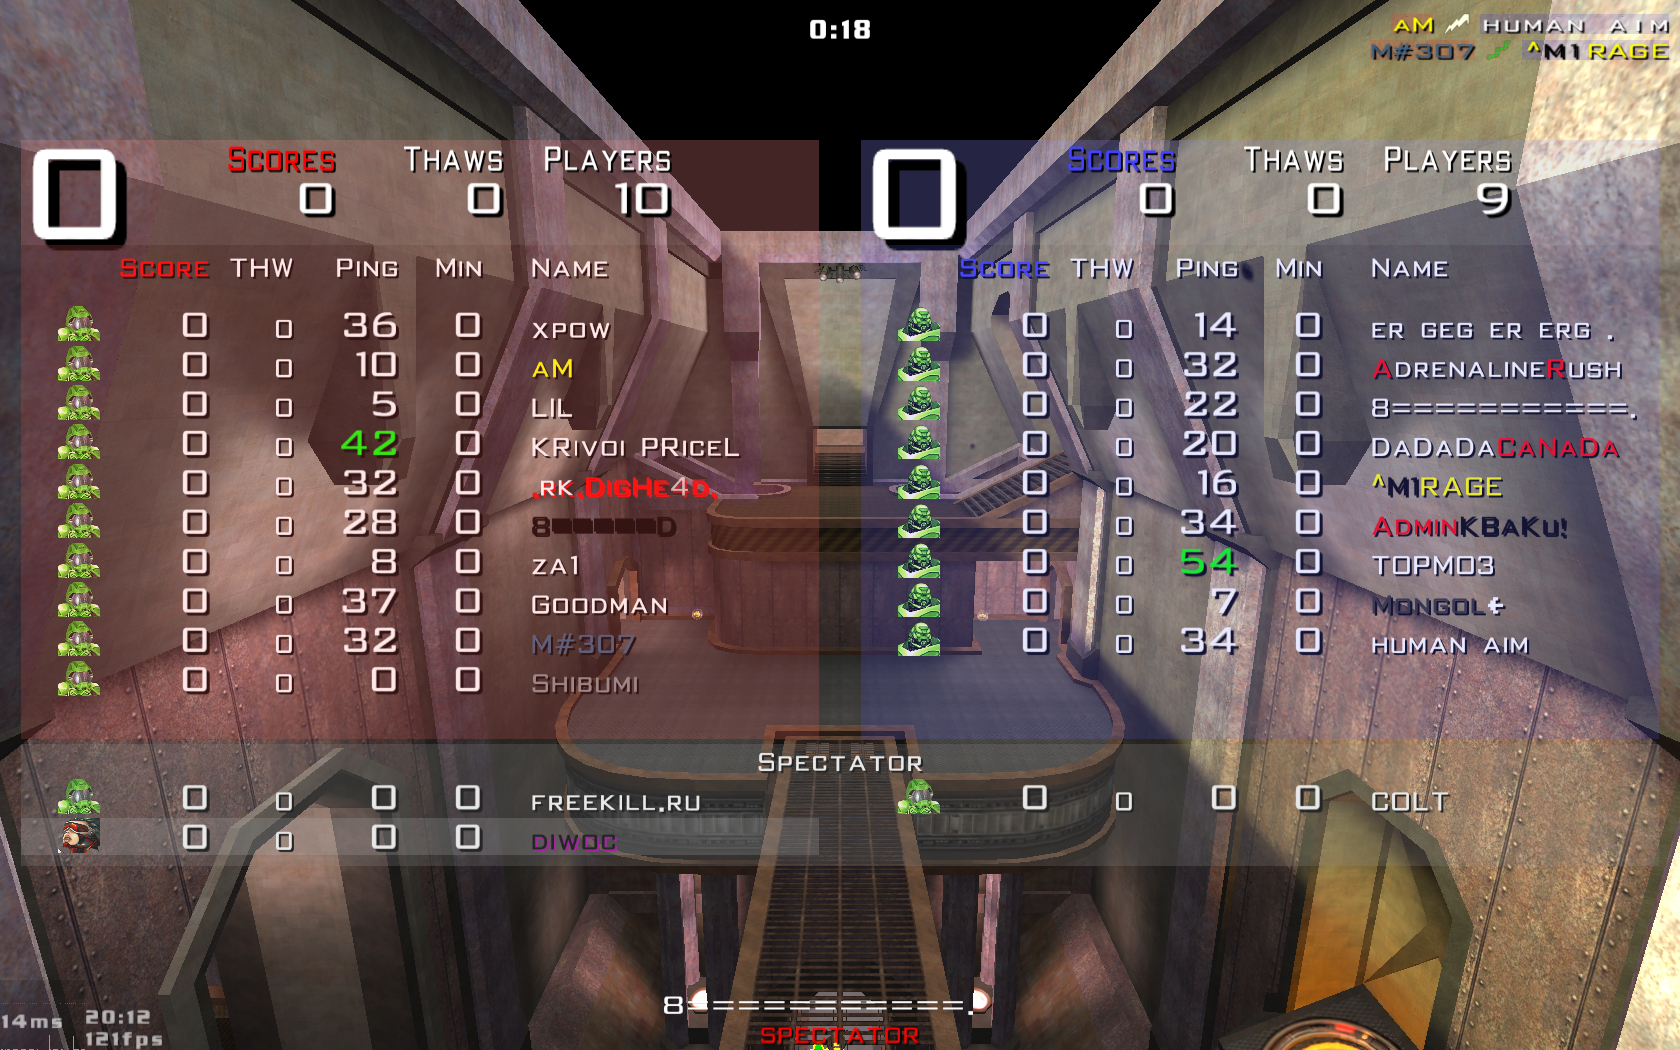 0:18
AM HUMAN AIM
M#307 ^M1RAGE
0 SCORES THAWS PLAYERS
0 0 10
SCORE THW PING MIN NAME
0 0 36 0 XPOW
0 0 10 0 AM
0 0 5 0 LIL
0 0 42 0 KRIVOI PRICEL
0 0 32 0 .RK.DIGHE4D.
0 0 28 0 8======D
0 0 8 0 ZA1
0 0 37 0 GOODMAN
0 0 32 0 M#307
0 0 0 0 SHIBUMI
0 SCORES THAWS PLAYERS
0 0 9
SCORE THW PING MIN NAME
0 0 14 0 ER GEG ER ERG .
0 0 32 0 ADRENALINERUSH
0 0 22 0 8===========.
0 0 20 0 DADADACANADA
0 0 16 0 ^M1RAGE
0 0 34 0 ADMINKBAKU!
0 0 54 0 TOPMO3
0 0 7 0 MONGOL
0 0 34 0 HUMAN AIM
SPECTATOR
0 0 0 0 FREEKILL.RU
0 0 0 0 COLT
0 0 0 0 DIWOC
8===========.
SPECTATOR
14ms 20:12
121fps